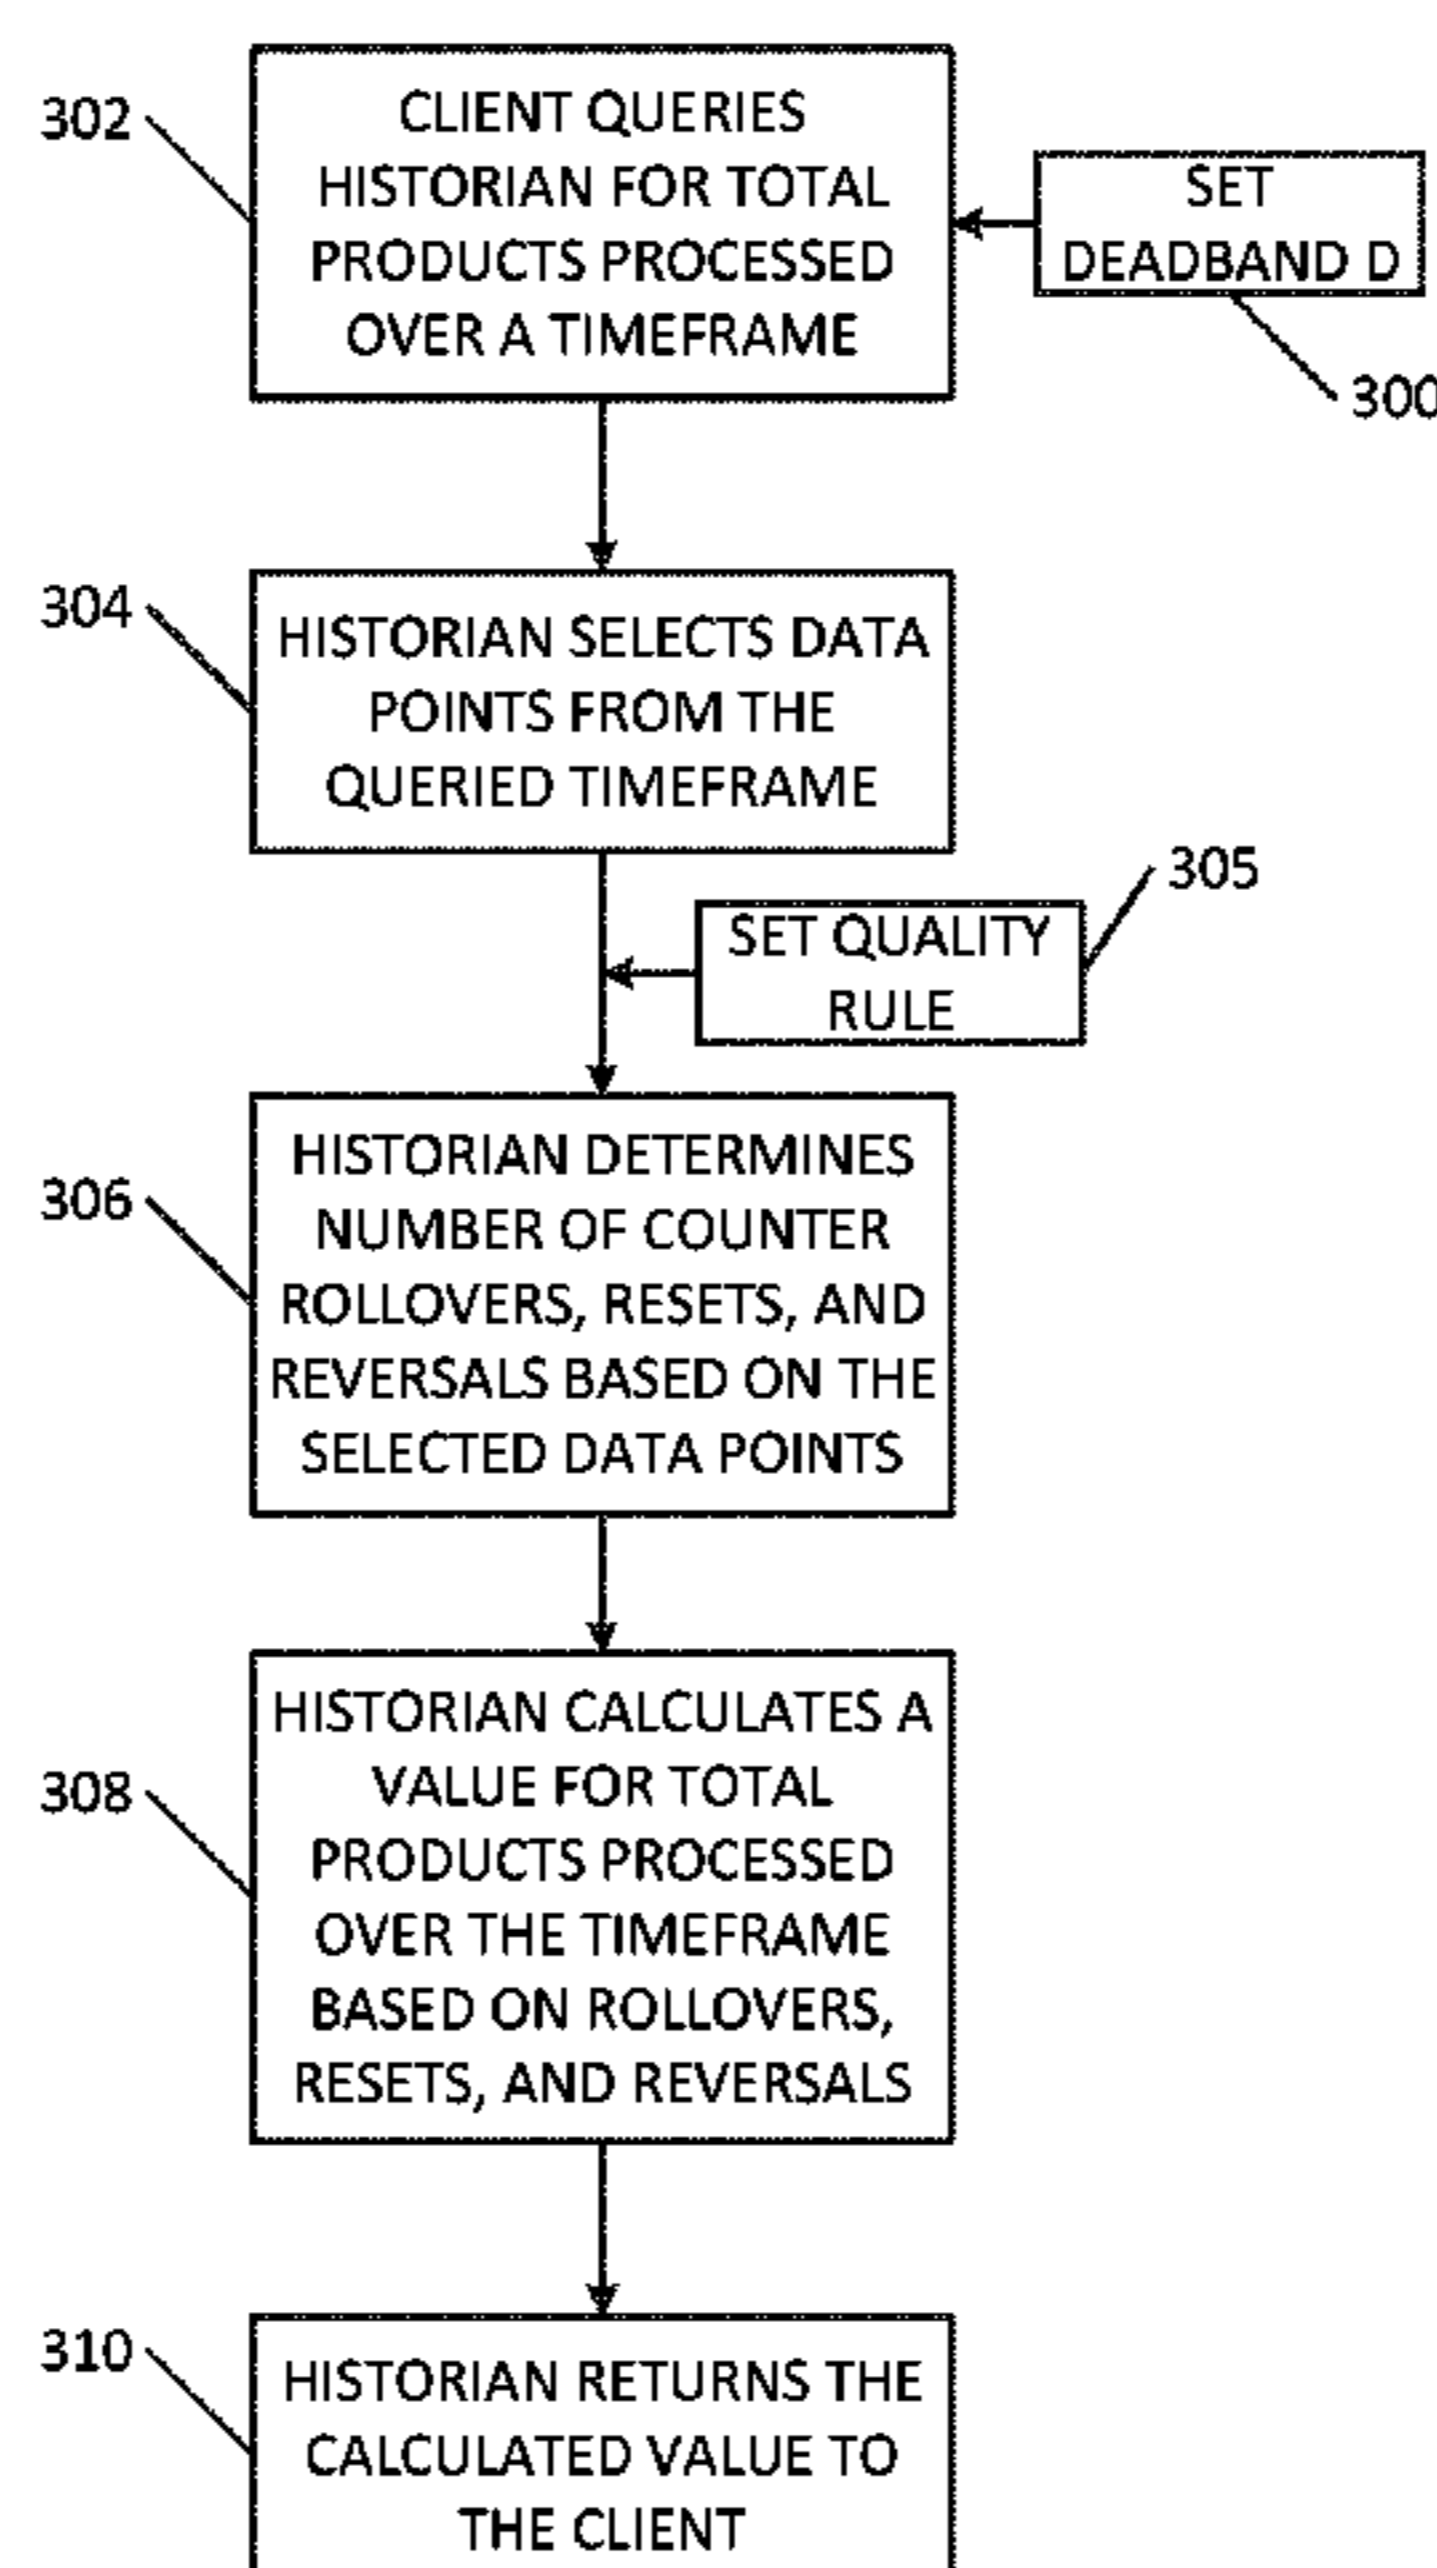 302
CLIENT QUERIES
HISTORIAN FOR TOTAL
PRODUCTS PROCESSED
OVER A TIMEFRAME
SET
DEADBAND D
300
304
HISTORIAN SELECTS DATA
POINTS FROM THE
QUERIED TIMEFRAME
305
SET QUALITY
RULE
306
HISTORIAN DETERMINES
NUMBER OF COUNTER
ROLLOVERS, RESETS, AND
REVERSALS BASED ON THE
SELECTED DATA POINTS
308
HISTORIAN CALCULATES A
VALUE FOR TOTAL
PRODUCTS PROCESSED
OVER THE TIMEFRAME
BASED ON ROLLOVERS,
RESETS, AND REVERSALS
310
HISTORIAN RETURNS THE
CALCULATED VALUE TO
THE CLIENT